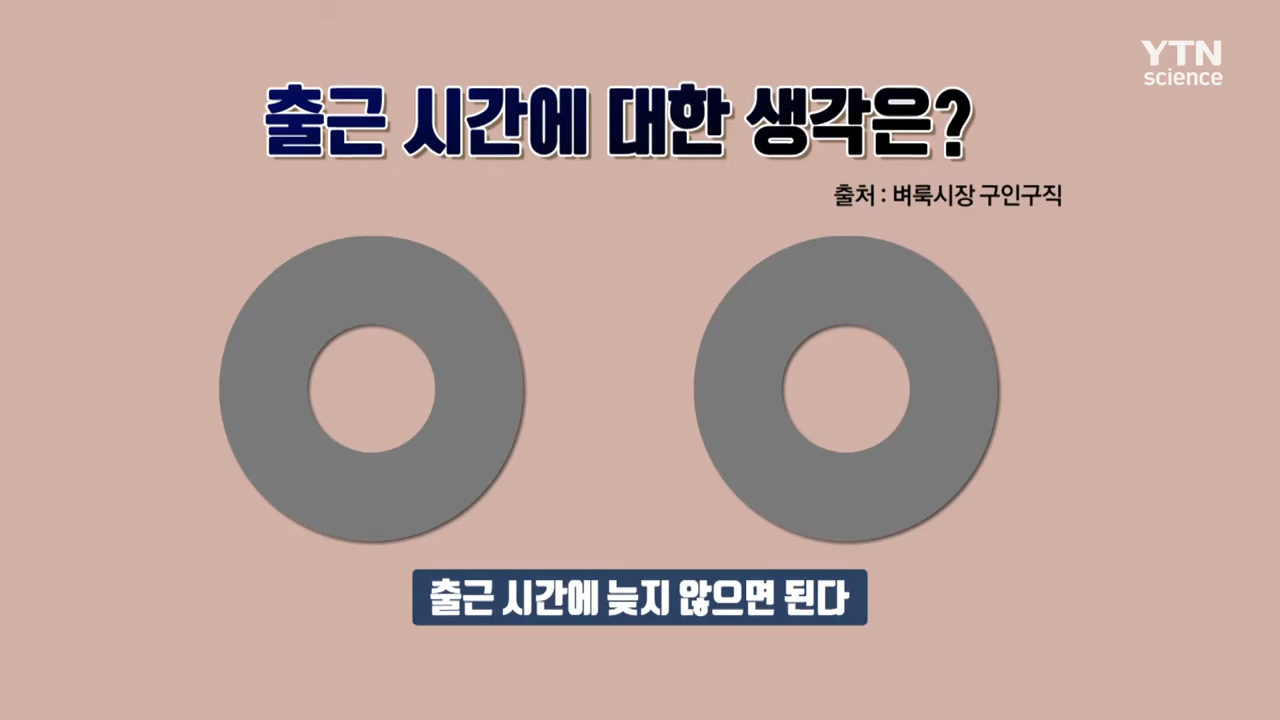 YTN
science
출근 시간에 대한 생각은?
출처 : 벼룩시장 구인구직
출근 시간에 늦지 않으면 된다